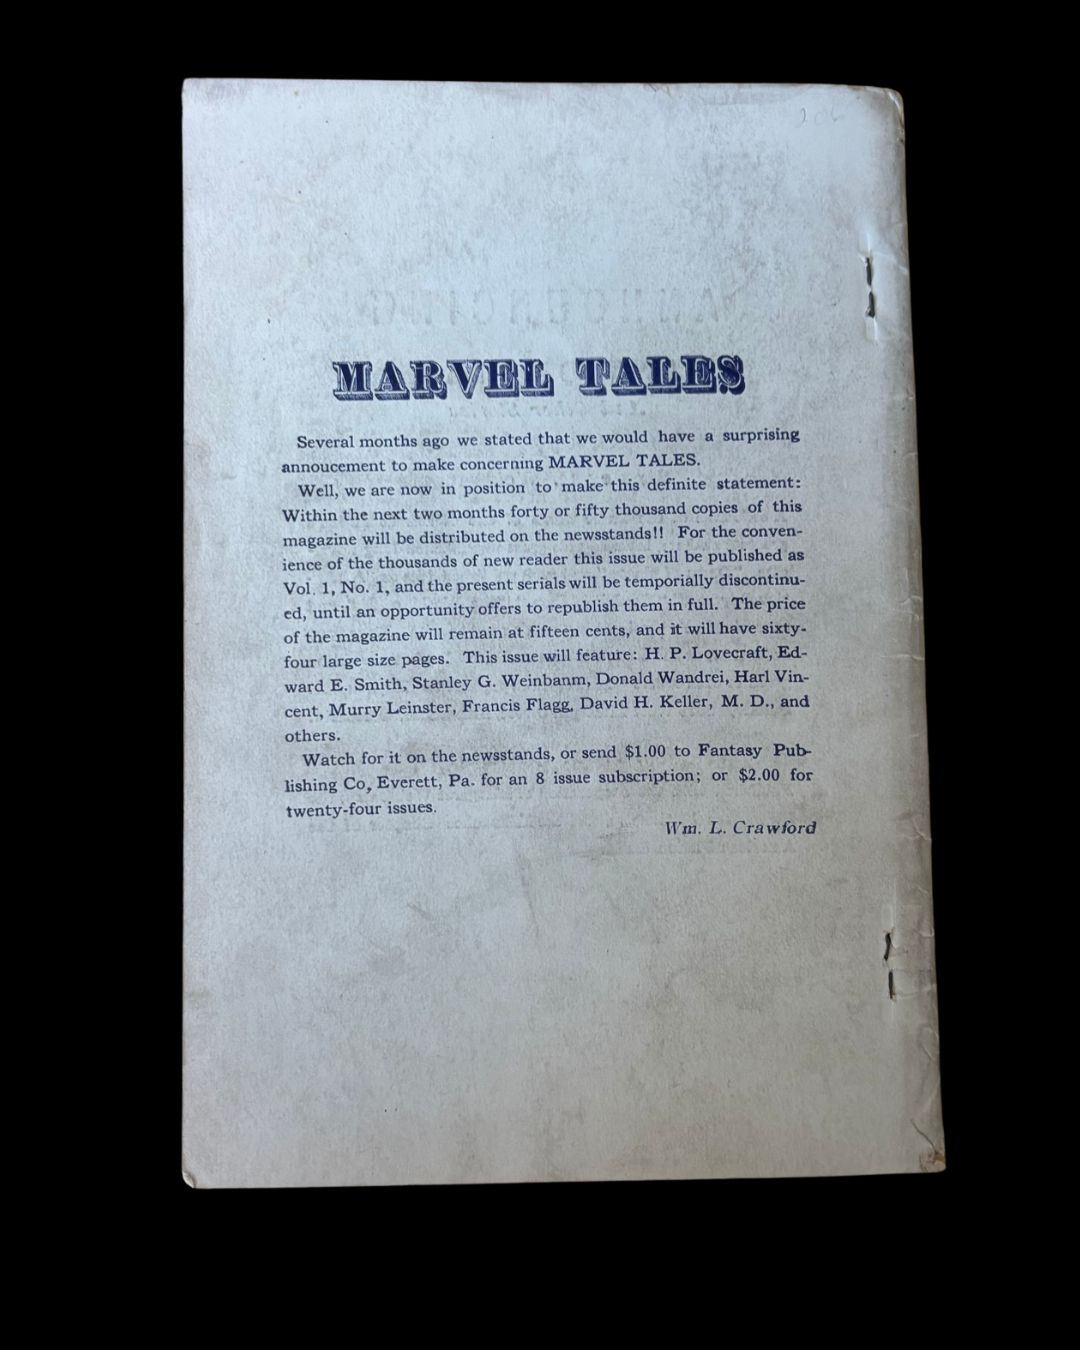 206
MARVEL TALES
Several months ago we stated that we would have a surprising
annoucement to make concerning MARVEL TALES.
Well, we are now in position to make this definite statement:
Within the next two months forty or fifty thousand copies of this
magazine will be distributed on the newsstands!! For the conven-
ience of the thousands of new reader this issue will be published as
Vol. 1, No. 1, and the present serials will be temporially discontinu-
ed, until an opportunity offers to republish them in full. The price
of the magazine will remain at fifteen cents, and it will have sixty-
four large size pages. This issue will feature: H. P. Lovecraft, Ed-
ward E. Smith, Stanley G. Weinbanm, Donald Wandrei, Harl Vin-
cent, Murry Leinster, Francis Flagg, David H. Keller, M. D., and
others.
Watch for it on the newsstands, or send $1.00 to Fantasy Pub-
lishing Co, Everett, Pa. for an 8 issue subscription; or $2.00 for
twenty-four issues.
Wm. L. Crawford